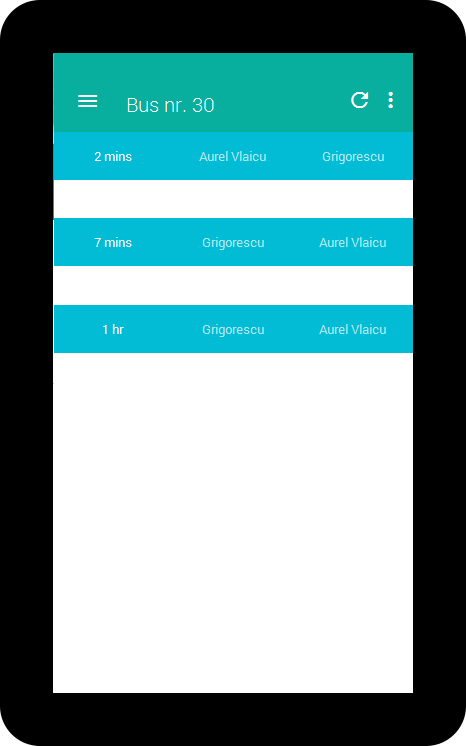 Bus nr. 30
2 mins Aurel Vlaicu Grigorescu
7 mins Grigorescu Aurel Vlaicu
1 hr Grigorescu Aurel Vlaicu